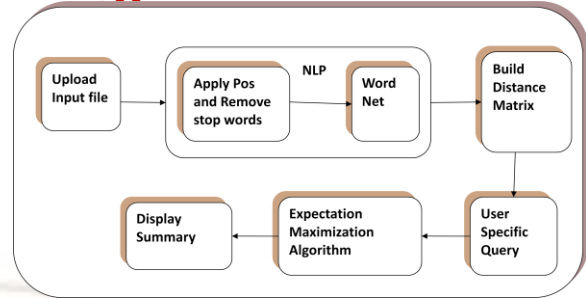 Upload
Input file
NLP
Apply Pos
and Remove
stop words
Word
Net
Build
Distance
Matrix
Display
Summary
Expectation
Maximization
Algorithm
User
Specific
Query